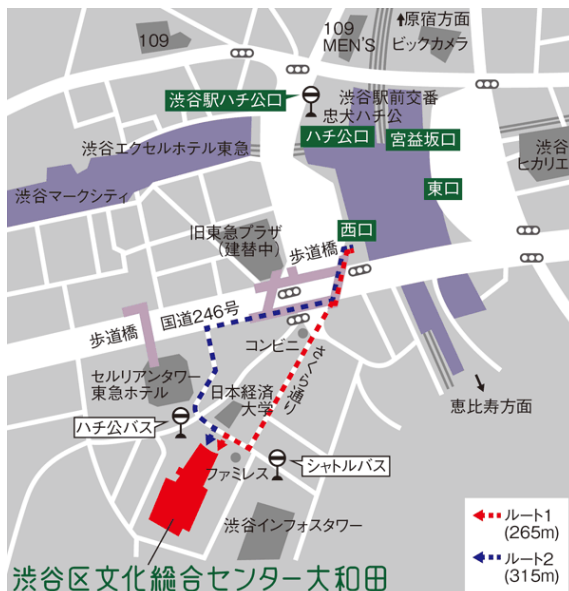 109
109
MEN'S
原宿方面
ビックカメラ
渋谷駅ハチ公口
渋谷駅前交番
忠犬ハチ公
ハチ公口
宮益坂口
渋谷エクセルホテル東急
渋谷
ヒカリエ
渋谷マークシティ
東口
旧東急プラザ
(建替中)
西口
歩道橋
国道246号
歩道橋
コンビニ
さくら通り
セルリアンタワー
東急ホテル
日本経済
大学
恵比寿方面
ハチ公バス
ファミレス
シャトルバス
渋谷インフォスタワー
ルート1
(265m)
ルート2
(315m)
渋谷区文化総合センター大和田